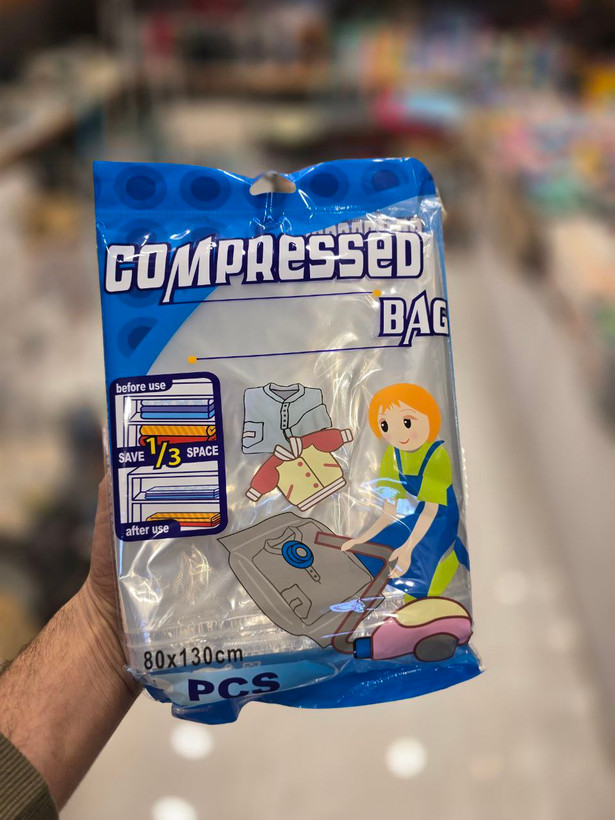 COMPRESSED
BAG
before use
SAVE 1/3 SPACE
after use
80x130cm
PCS